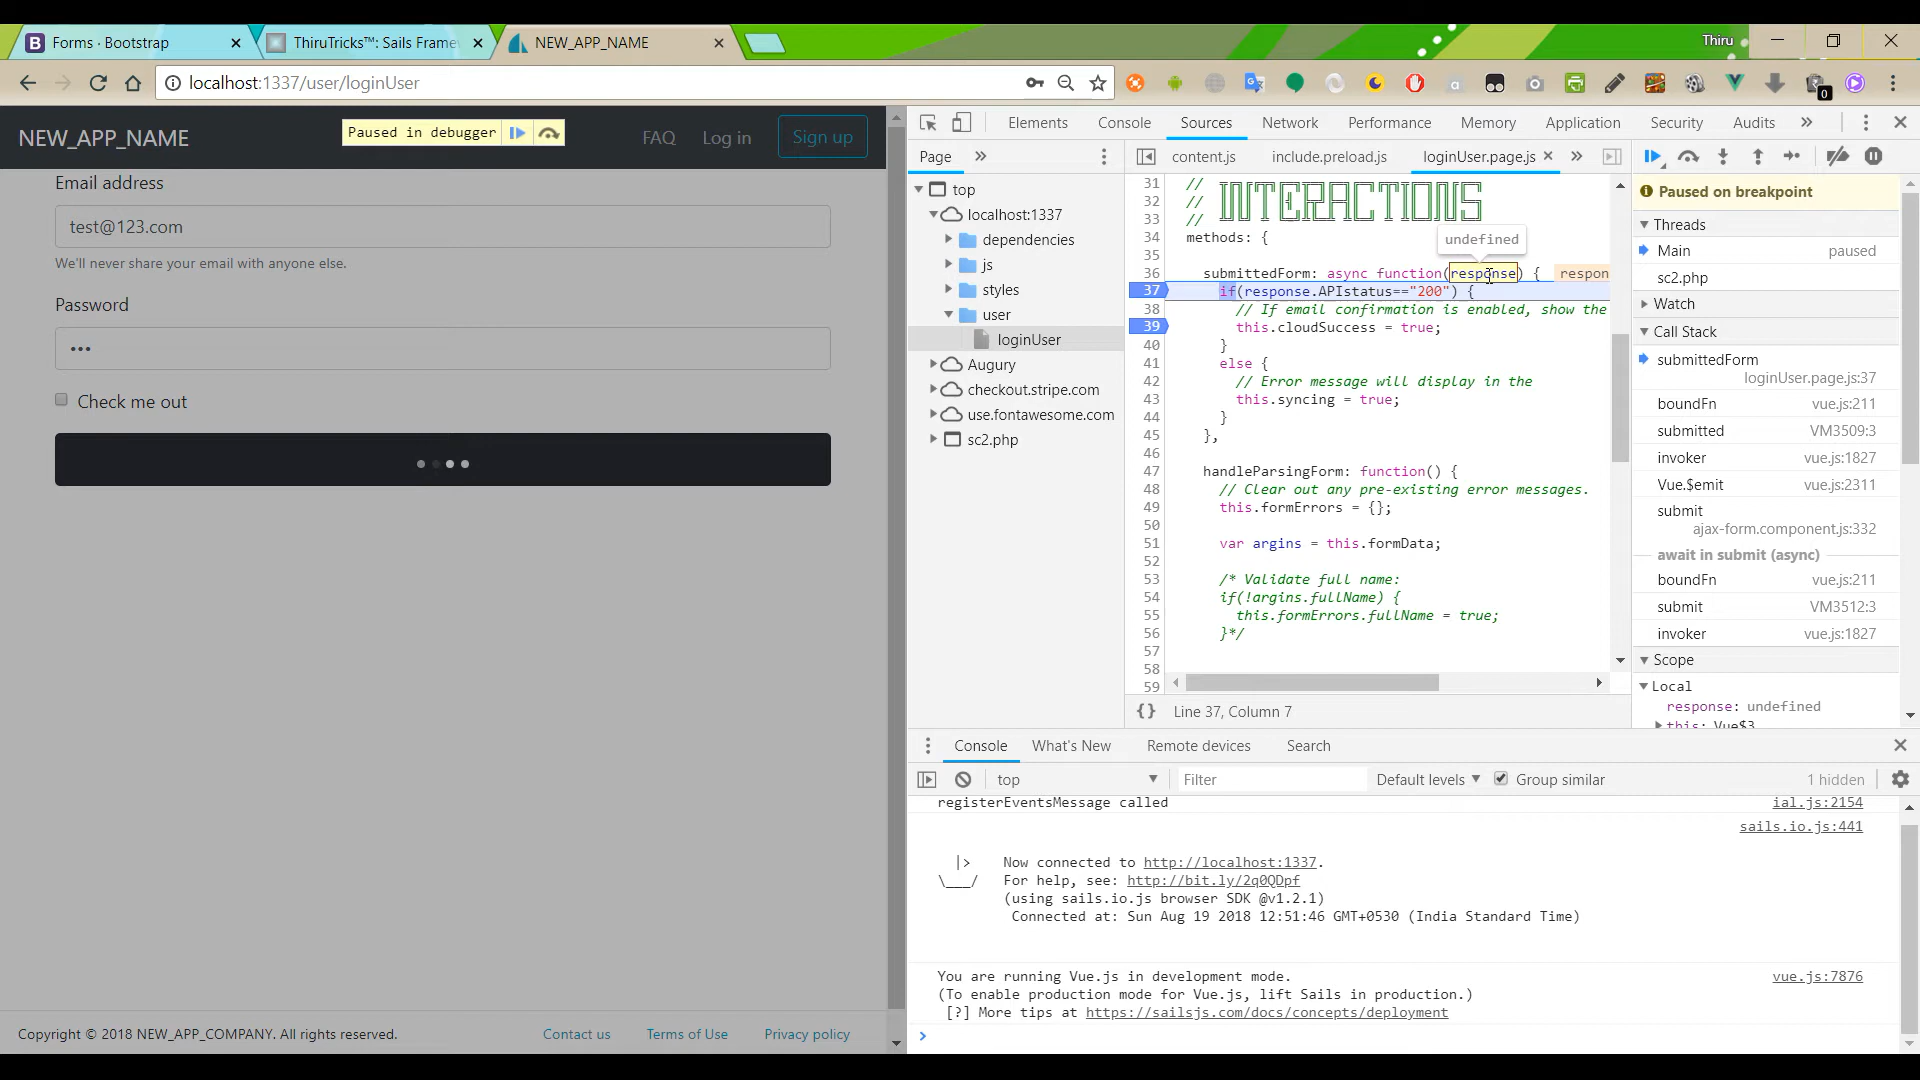 Forms · Bootstrap
ThiruTricks™: Sails Frame
NEW_APP_NAME
Thiru
localhost:1337/user/loginUser
0
NEW_APP_NAME
Paused in debugger
FAQ
Log in
Sign up
Email address
test@123.com
We'll never share your email with anyone else.
Password
Check me out
Copyright © 2018 NEW_APP_COMPANY. All rights reserved.
Contact us
Terms of Use
Privacy policy
Elements Console Sources Network Performance Memory Application Security Audits
Page
top
localhost:1337
dependencies
js
styles
user
loginUser
Augury
checkout.stripe.com
use.fontawesome.com
sc2.php
content.js include.preload.js loginUser.page.js
31 //
32 // INTERACTIONS
33 //
34 methods: {
undefined
35
36 submittedForm: async function(response) { respon
37 if(response.APIstatus=="200") {
38 // If email confirmation is enabled, show the
39 this.cloudSuccess = true;
40 }
41 else {
42 // Error message will display in the
43 this.syncing = true;
44 }
45 },
46
47 handleParsingForm: function() {
48 // Clear out any pre-existing error messages.
49 this.formErrors = {};
50
51 var argins = this.formData;
52
53 /* Validate full name:
54 if(!argins.fullName) {
55 this.formErrors.fullName = true;
56 }*/
57
58
59
{} Line 37, Column 7
Paused on breakpoint
Threads
Main paused
sc2.php
Watch
Call Stack
submittedForm
loginUser.page.js:37
boundFn vue.js:211
submitted VM3509:3
invoker vue.js:1827
Vue.$emit vue.js:2311
submit
ajax-form.component.js:332
await in submit (async)
boundFn vue.js:211
submit VM3512:3
invoker vue.js:1827
Scope
Local
response: undefined
this: Vue$3
Console What's New Remote devices Search
top Filter Default levels Group similar 1 hidden
registerEventsMessage called ial.js:2154
sails.io.js:441
|> Now connected to http://localhost:1337.
\___/ For help, see: http://bit.ly/2q0QDpf
(using sails.io.js browser SDK @v1.2.1)
Connected at: Sun Aug 19 2018 12:51:46 GMT+0530 (India Standard Time)
You are running Vue.js in development mode. vue.js:7876
(To enable production mode for Vue.js, lift Sails in production.)
[?] More tips at https://sailsjs.com/docs/concepts/deployment